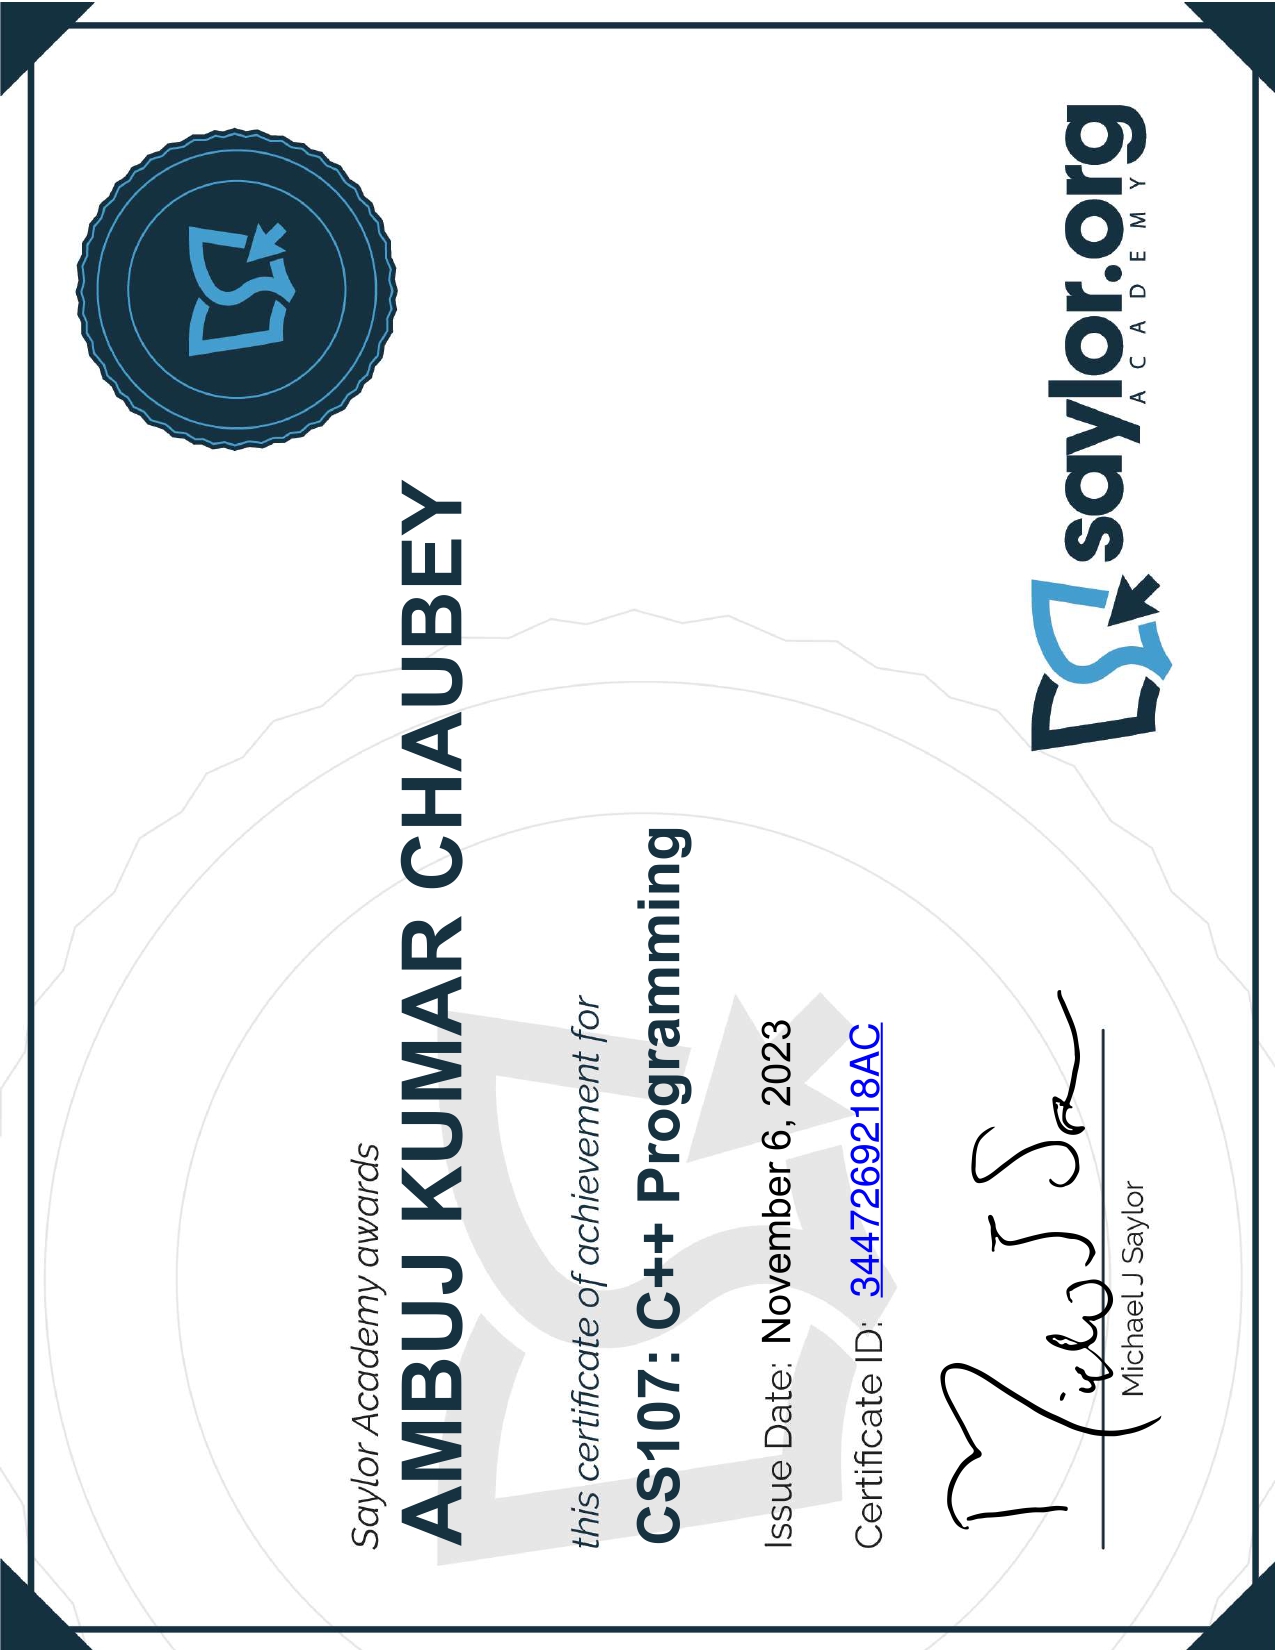 Saylor Academy awards
AMBUJ KUMAR CHAUBEY
this certificate of achievement for
CS107: C++ Programming
Issue Date: November 6, 2023
Certificate ID: 3447269218AC
Michael J Saylor
saylor.org
ACADEMY